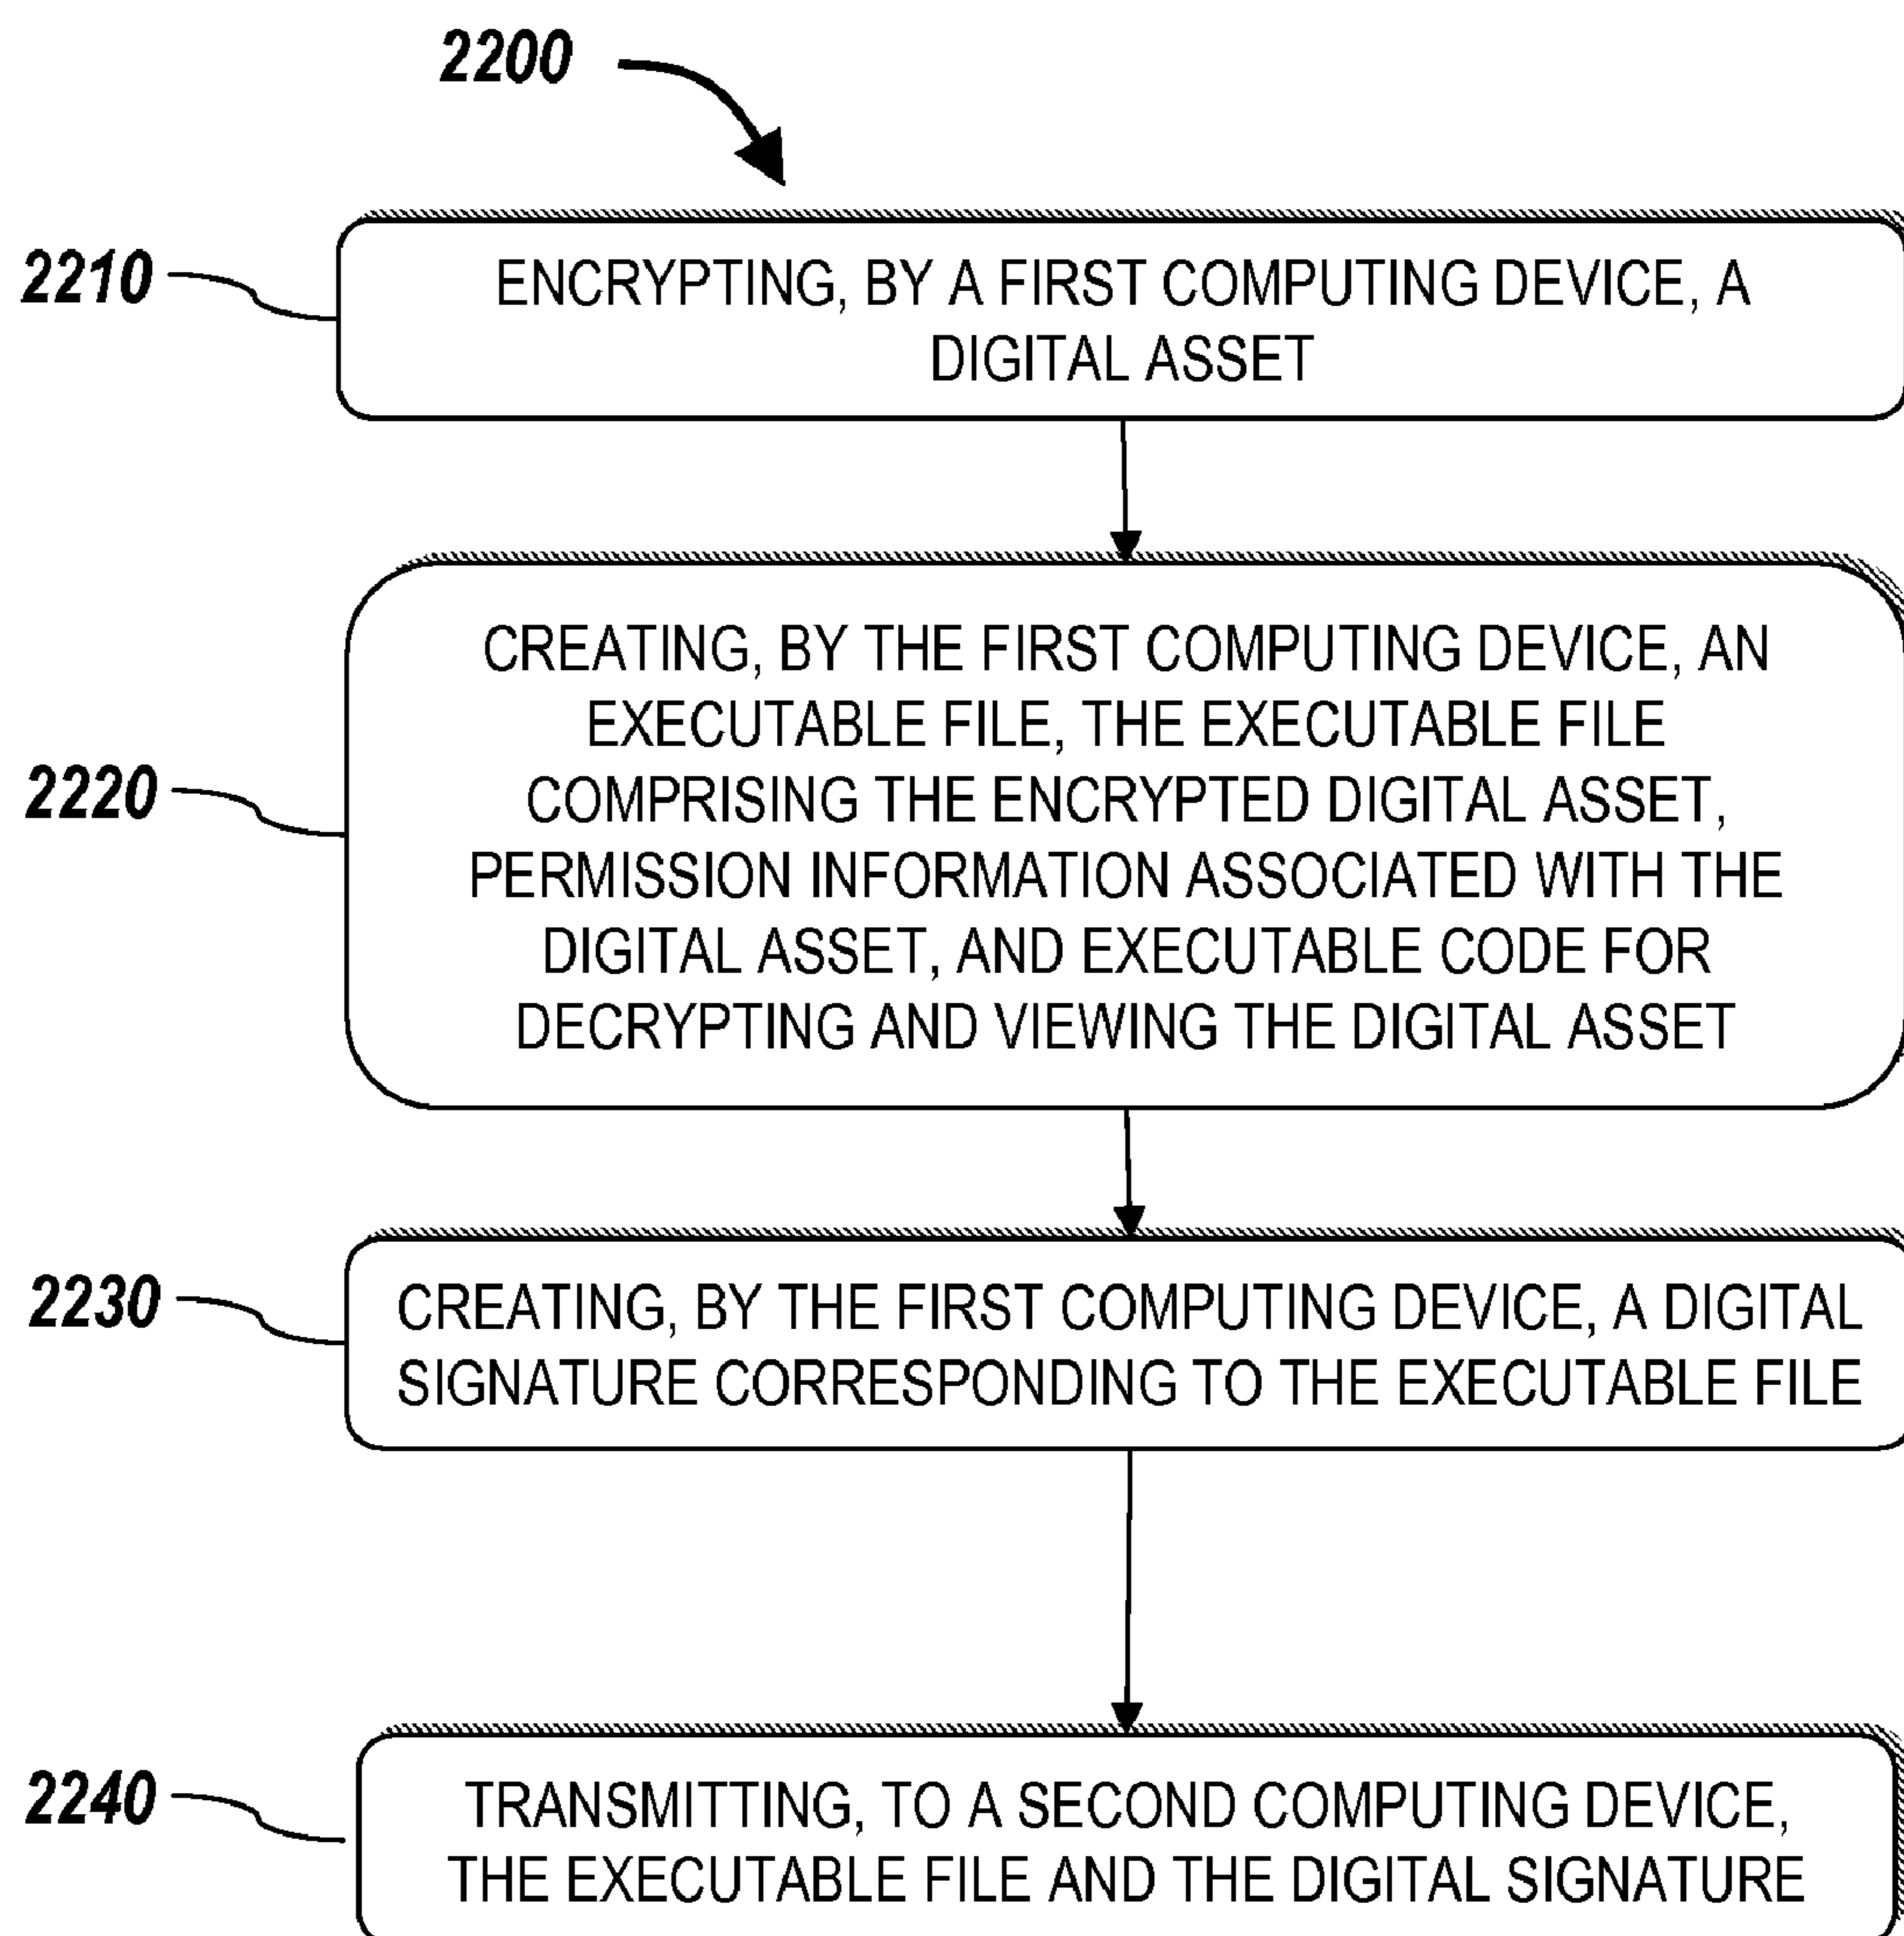 2200
2210
ENCRYPTING, BY A FIRST COMPUTING DEVICE, A
DIGITAL ASSET
2220
CREATING, BY THE FIRST COMPUTING DEVICE, AN
EXECUTABLE FILE, THE EXECUTABLE FILE
COMPRISING THE ENCRYPTED DIGITAL ASSET,
PERMISSION INFORMATION ASSOCIATED WITH THE
DIGITAL ASSET, AND EXECUTABLE CODE FOR
DECRYPTING AND VIEWING THE DIGITAL ASSET
2230
CREATING, BY THE FIRST COMPUTING DEVICE, A DIGITAL
SIGNATURE CORRESPONDING TO THE EXECUTABLE FILE
2240
TRANSMITTING, TO A SECOND COMPUTING DEVICE,
THE EXECUTABLE FILE AND THE DIGITAL SIGNATURE